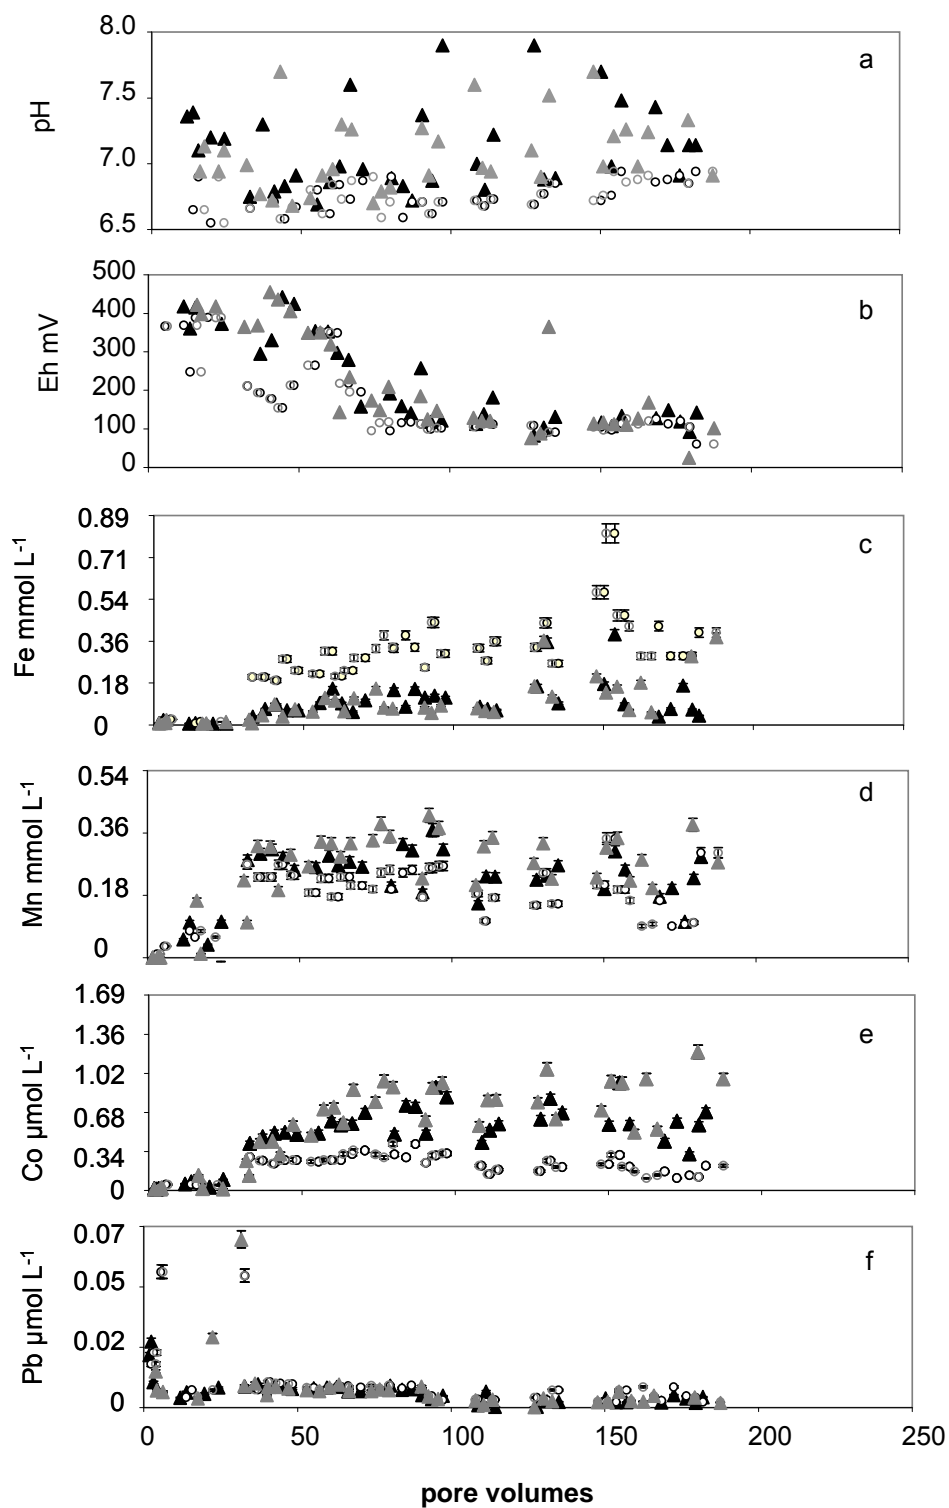 8.0
7.5
7.0
6.5
pH
a
500
400
300
200
100
0
Eh mV
b
0.89
0.71
0.54
0.36
0.18
0
Fe mmol L-1
c
0.54
0.36
0.18
0
Mn mmol L-1
d
1.69
1.36
1.02
0.68
0.34
0
Co µmol L-1
e
0.07
0.05
0.02
0
Pb µmol L-1
f
0 50 100 150 200 250
pore volumes